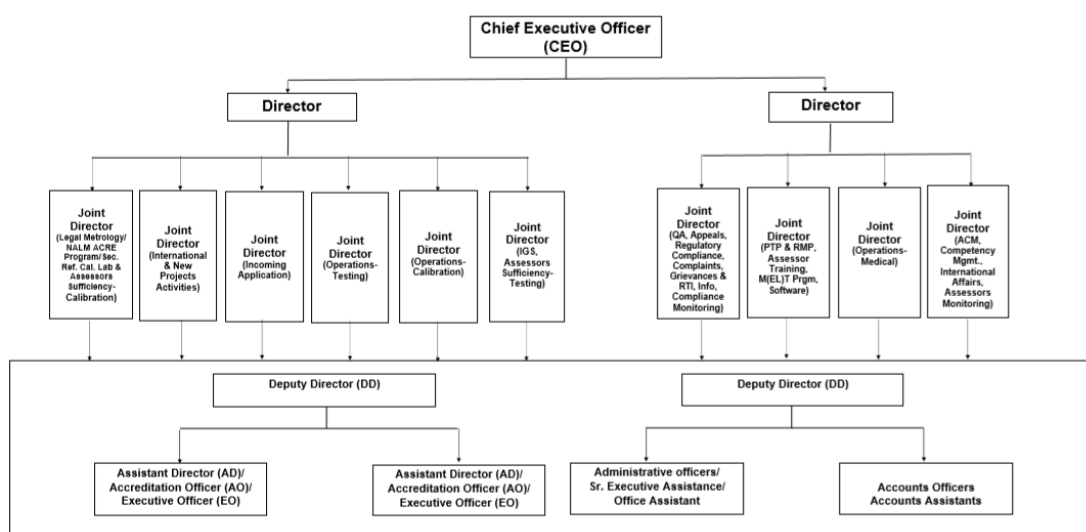 Chief Executive Officer
(CEO)
Director
Director
Joint
Director
(Legal Metrology/
NALM ACRE
Program/Sec.
Ref. Cal. Lab &
Assessors
Sufficiency-
Calibration)
Joint
Director
(International
& New
Projects
Activities)
Joint
Director
(Incoming
Application)
Joint
Director
(Operations-
Testing)
Joint
Director
(Operations-
Calibration)
Joint
Director
(IGS,
Assessors
Sufficiency-
Testing)
Joint
Director
(QA, Appeals,
Regulatory
Compliance,
Complaints,
Grievances &
RTI, Info,
Compliance
Monitoring)
Joint
Director
(PTP & RMP,
Assessor
Training,
M(EL)T Prgm,
Software)
Joint
Director
(Operations-
Medical)
Joint
Director
(ACM,
Competency
Mgmt.,
International
Affairs,
Assessors
Monitoring)
Deputy Director (DD)
Deputy Director (DD)
Assistant Director (AD)/
Accreditation Officer (AO)/
Executive Officer (EO)
Assistant Director (AD)/
Accreditation Officer (AO)/
Executive Officer (EO)
Administrative officers/
Sr. Executive Assistance/
Office Assistant
Accounts Officers
Accounts Assistants